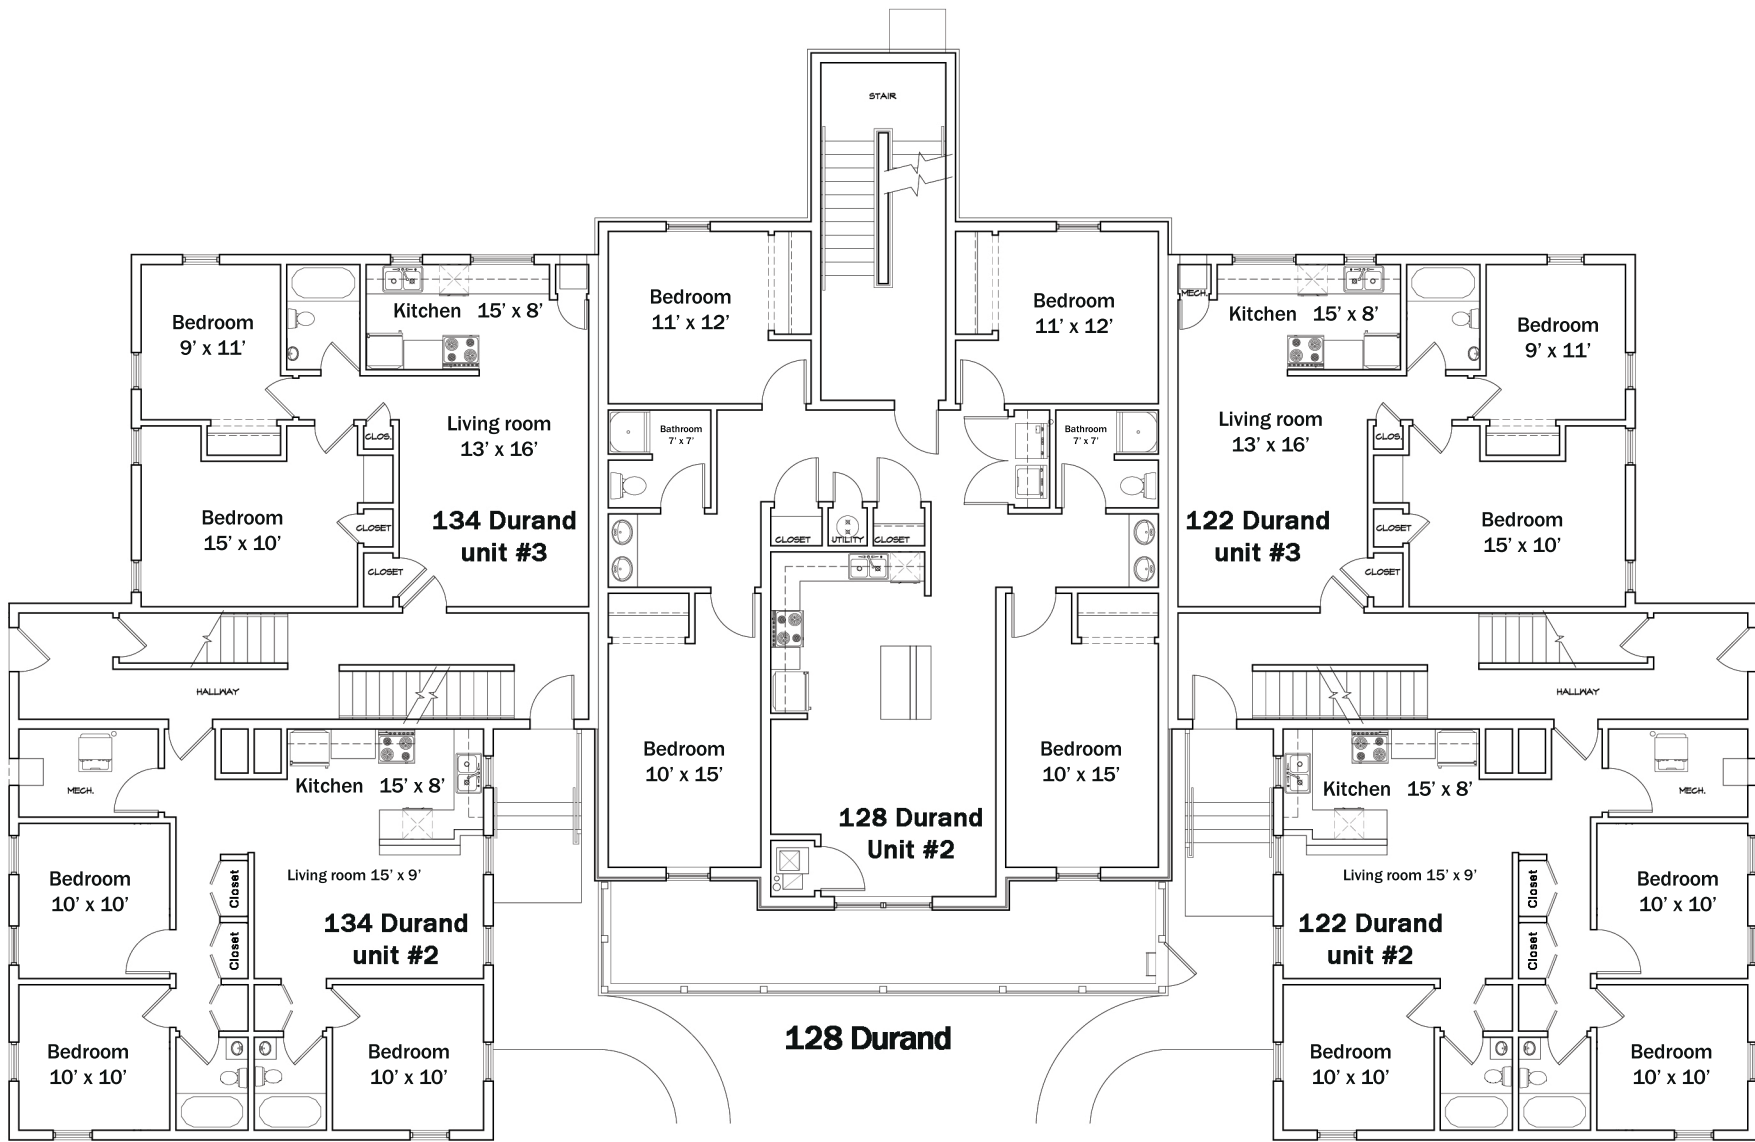 STAIR
Bedroom
11' x 12'
Bedroom
11' x 12'
Bedroom
9' x 11'
Kitchen 15' x 8'
MECH.
Kitchen 15' x 8'
Bedroom
9' x 11'
CLOS.
Living room
13' x 16'
Bathroom
7' x 7'
Bathroom
7' x 7'
Living room
13' x 16'
CLOS.
Bedroom
15' x 10'
CLOSET
134 Durand
unit #3
CLOSET
UTILITY
CLOSET
122 Durand
unit #3
CLOSET
Bedroom
15' x 10'
CLOSET
CLOSET
HALLWAY
HALLWAY
MECH.
Kitchen 15' x 8'
Bedroom
10' x 15'
Bedroom
10' x 15'
Kitchen 15' x 8'
MECH.
128 Durand
Unit #2
Bedroom
10' x 10'
Closet
Living room 15' x 9'
Living room 15' x 9'
Closet
Bedroom
10' x 10'
Closet
134 Durand
unit #2
122 Durand
unit #2
Closet
Bedroom
10' x 10'
Bedroom
10' x 10'
128 Durand
Bedroom
10' x 10'
Bedroom
10' x 10'